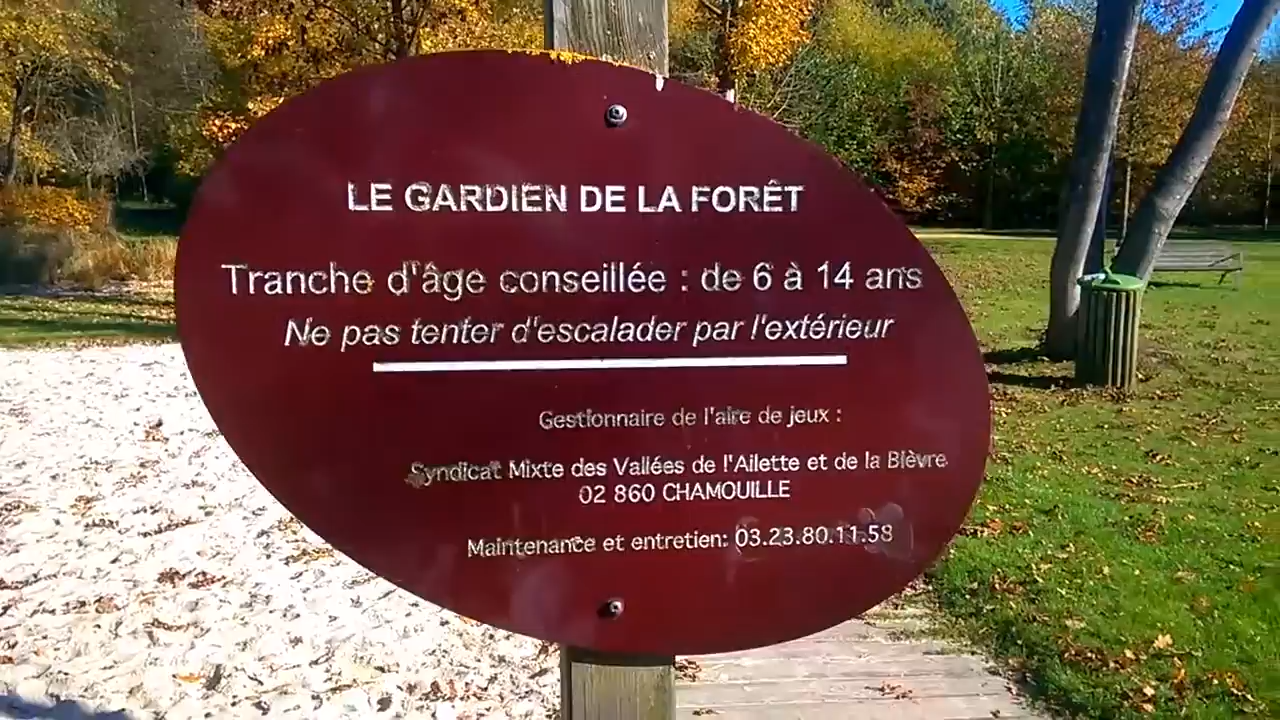 LE GARDIEN DE LA FORÊT
Tranche d'âge conseillée : de 6 à 14 ans
Ne pas tenter d'escalader par l'extérieur
Gestionnaire de l'aire de jeux :
Syndicat Mixte des Vallées de l'Ailette et de la Bièvre
02 860 CHAMOUILLE
Maintenance et entretien: 03.23.80.11.58